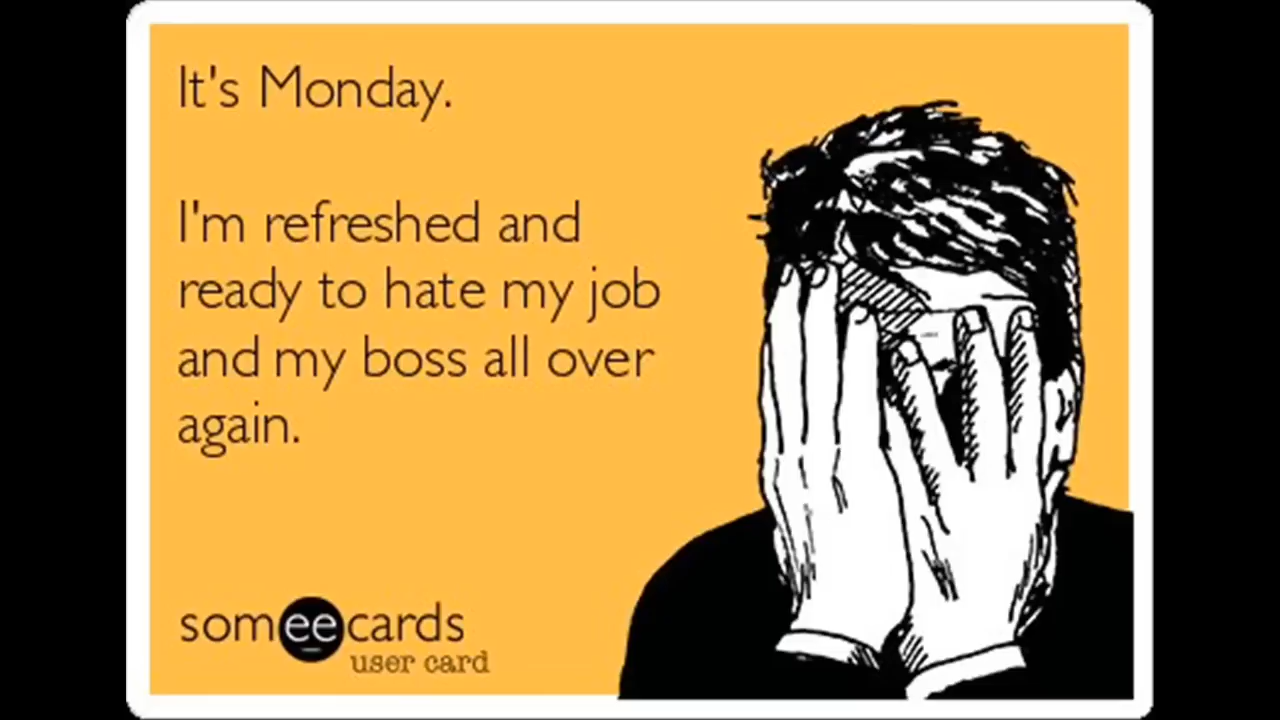 It's Monday.
I'm refreshed and
ready to hate my job
and my boss all over
again.
someecards
user card